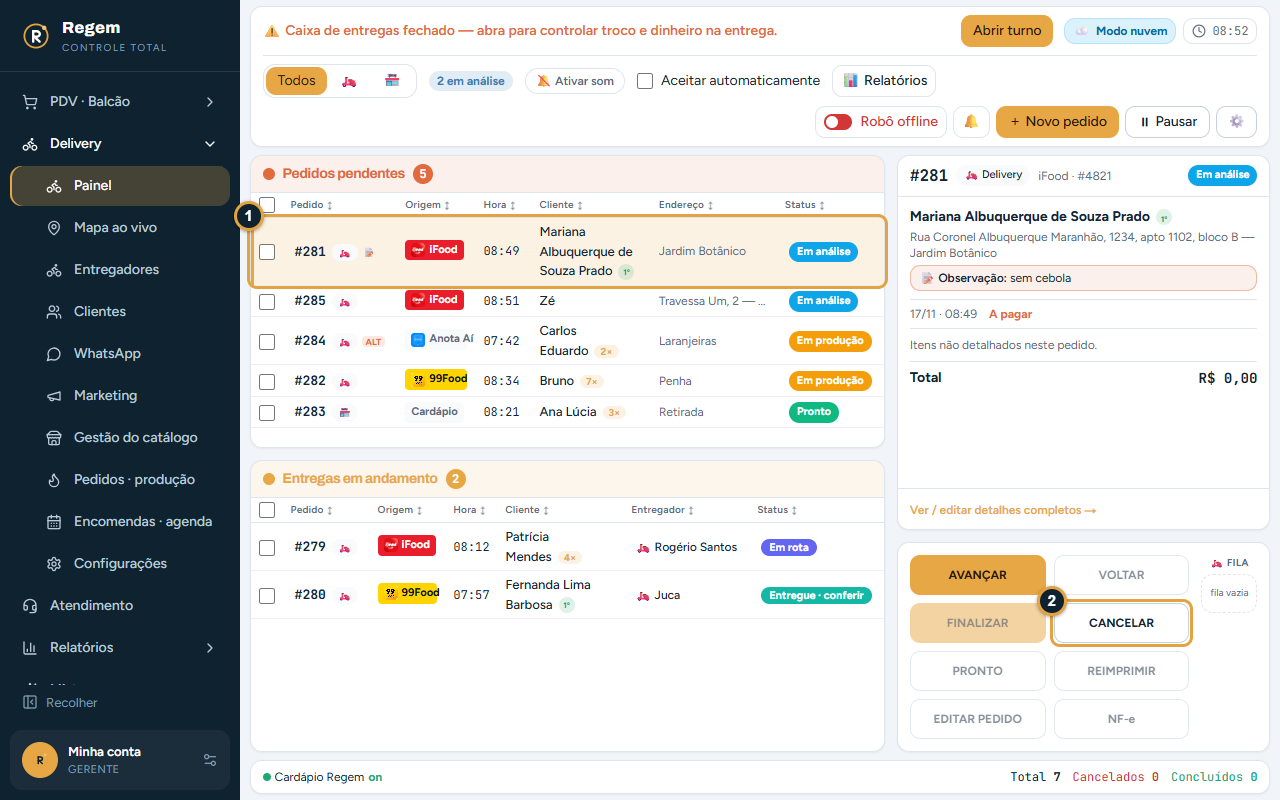 Regem
CONTROLE TOTAL
PDV · Balcão
Delivery
Painel
Mapa ao vivo
Entregadores
Clientes
WhatsApp
Marketing
Gestão do catálogo
Pedidos · produção
Encomendas · agenda
Configurações
Atendimento
Relatórios
Recolher
R
Minha conta
GERENTE
Caixa de entregas fechado — abra para controlar troco e dinheiro na entrega.
Abrir turno
Modo nuvem
08:52
Todos
2 em análise
Ativar som
Aceitar automaticamente
Relatórios
Robô offline
+ Novo pedido
Pausar
Pedidos pendentes 5
Pedido ↕ Origem ↕ Hora ↕ Cliente ↕ Endereço ↕ Status ↕
1
#281 iFood 08:49 Mariana Albuquerque de Souza Prado 1º Jardim Botânico Em análise
#285 iFood 08:51 Zé Travessa Um, 2 — ... Em análise
#284 ALT Anota Aí 07:42 Carlos Eduardo 2× Laranjeiras Em produção
#282 99Food 08:34 Bruno 7× Penha Em produção
#283 Cardápio 08:21 Ana Lúcia 3× Retirada Pronto
Entregas em andamento 2
Pedido ↕ Origem ↕ Hora ↕ Cliente ↕ Entregador ↕ Status ↕
#279 iFood 08:12 Patrícia Mendes 4× Rogério Santos Em rota
#280 99Food 07:57 Fernanda Lima Barbosa 1º Juca Entregue · conferir
#281 Delivery iFood · #4821 Em análise
Mariana Albuquerque de Souza Prado 1º
Rua Coronel Albuquerque Maranhão, 1234, apto 1102, bloco B —
Jardim Botânico
Observação: sem cebola
17/11 · 08:49 A pagar
Itens não detalhados neste pedido.
Total R$ 0,00
Ver / editar detalhes completos →
AVANÇAR VOLTAR
FILA
fila vazia
2
FINALIZAR CANCELAR
PRONTO REIMPRIMIR
EDITAR PEDIDO NF-e
Cardápio Regem on
Total 7 Cancelados 0 Concluídos 0